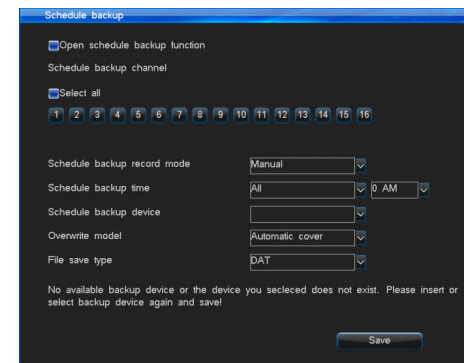 Schedule backup
Open schedule backup function
Schedule backup channel
Select all
1 2 3 4 5 6 7 8 9 10 11 12 13 14 15 16
Schedule backup record mode Manual
Schedule backup time All 0 AM
Schedule backup device
Overwrite model Automatic cover
File save type DAT
No available backup device or the device you secleced does not exist. Please insert or
select backup device again and save!
Save